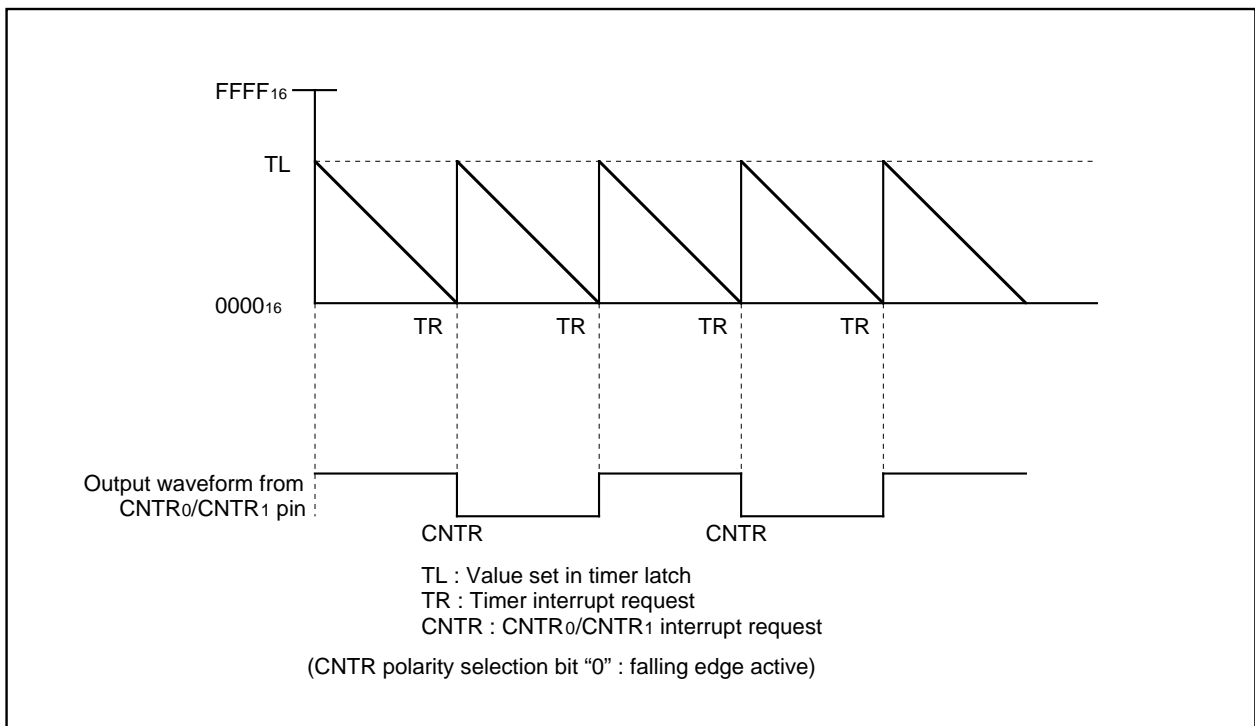 FFFF16
TL
000016
TR TR TR TR
Output waveform from
CNTR0/CNTR1 pin
CNTR CNTR
TL : Value set in timer latch
TR : Timer interrupt request
CNTR : CNTR0/CNTR1 interrupt request
(CNTR polarity selection bit “0” : falling edge active)